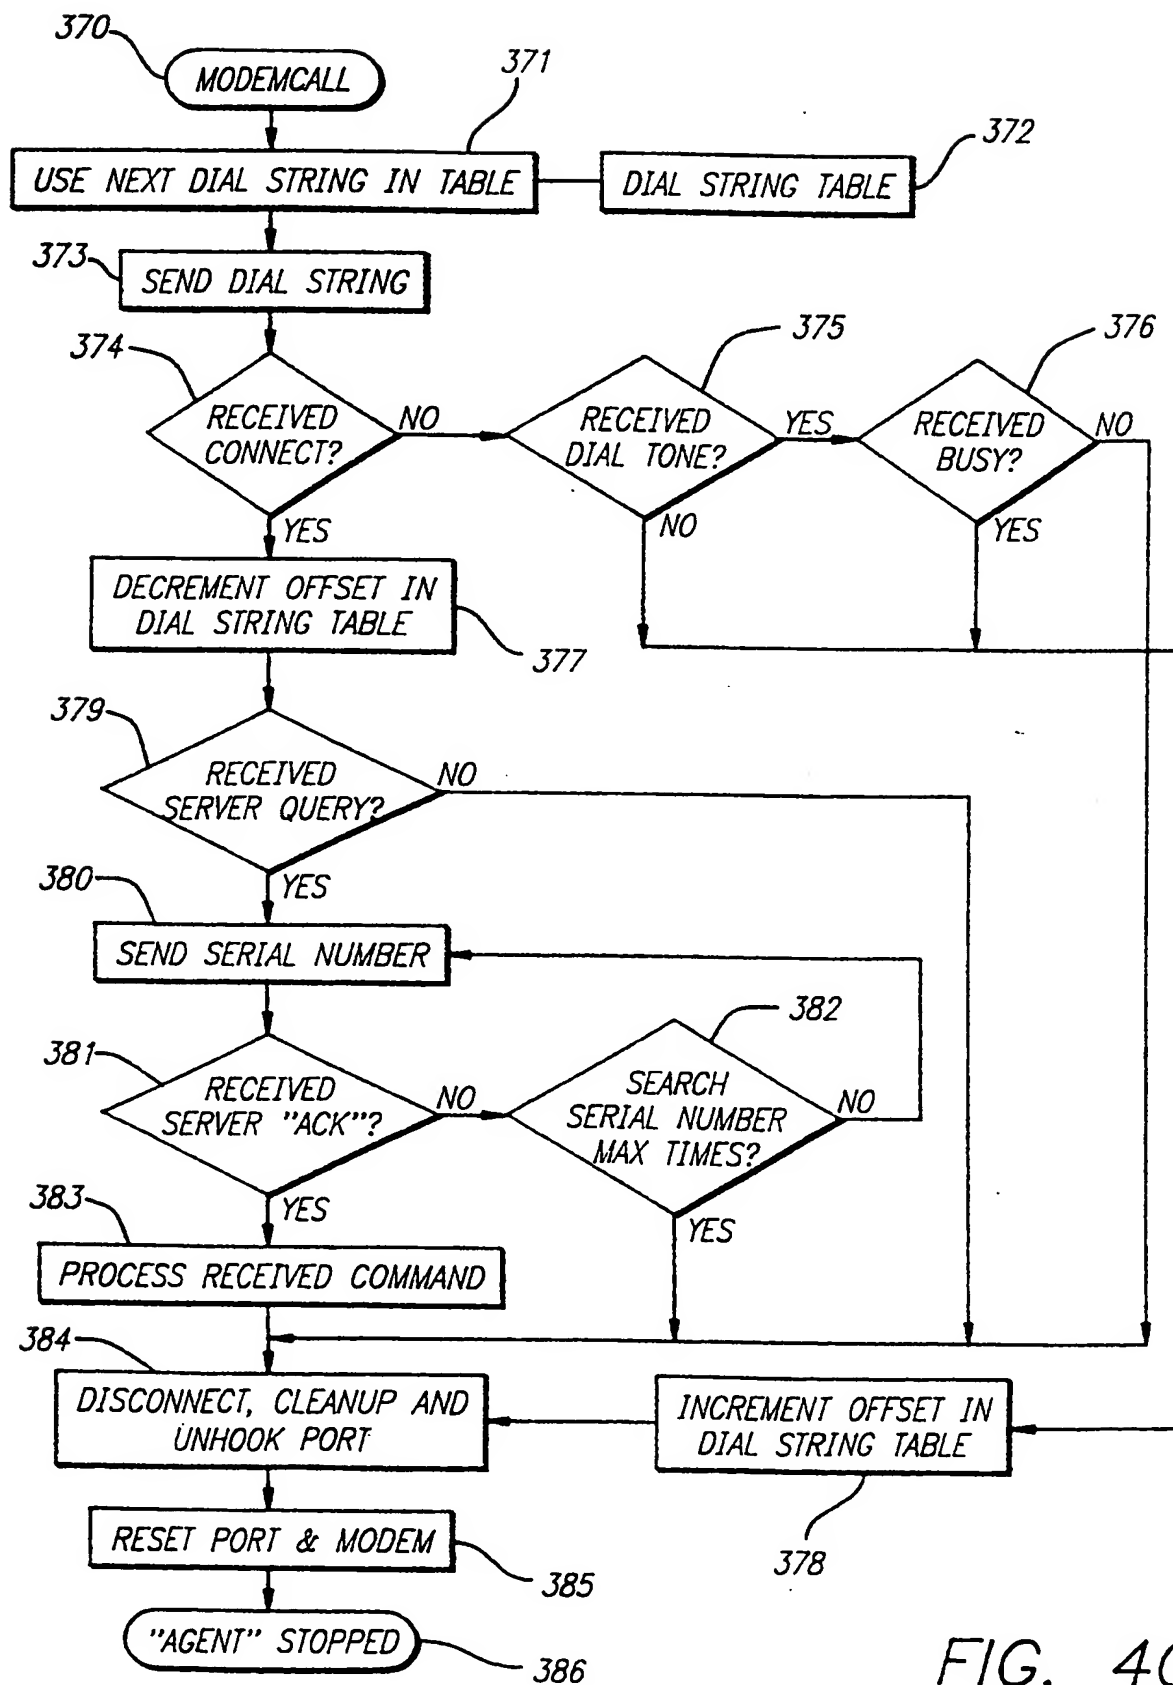 370
MODEMCALL
371
372
USE NEXT DIAL STRING IN TABLE
DIAL STRING TABLE
373
SEND DIAL STRING
374
375
376
RECEIVED
CONNECT?
NO
RECEIVED
DIAL TONE?
YES
RECEIVED
BUSY?
NO
YES
NO
YES
DECREMENT OFFSET IN
DIAL STRING TABLE
377
379
RECEIVED
SERVER QUERY?
NO
YES
380
SEND SERIAL NUMBER
381
382
RECEIVED
SERVER "ACK"?
NO
SEARCH
SERIAL NUMBER
MAX TIMES?
NO
YES
YES
383
PROCESS RECEIVED COMMAND
384
DISCONNECT, CLEANUP AND
UNHOOK PORT
INCREMENT OFFSET IN
DIAL STRING TABLE
378
RESET PORT & MODEM
385
"AGENT" STOPPED
386
FIG.